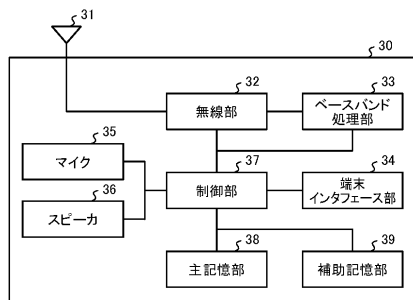 31
30
32
無線部
33
ベースバンド
処理部
35
マイク
36
スピーカ
37
制御部
34
端末
インタフェース部
38
主記憶部
39
補助記憶部